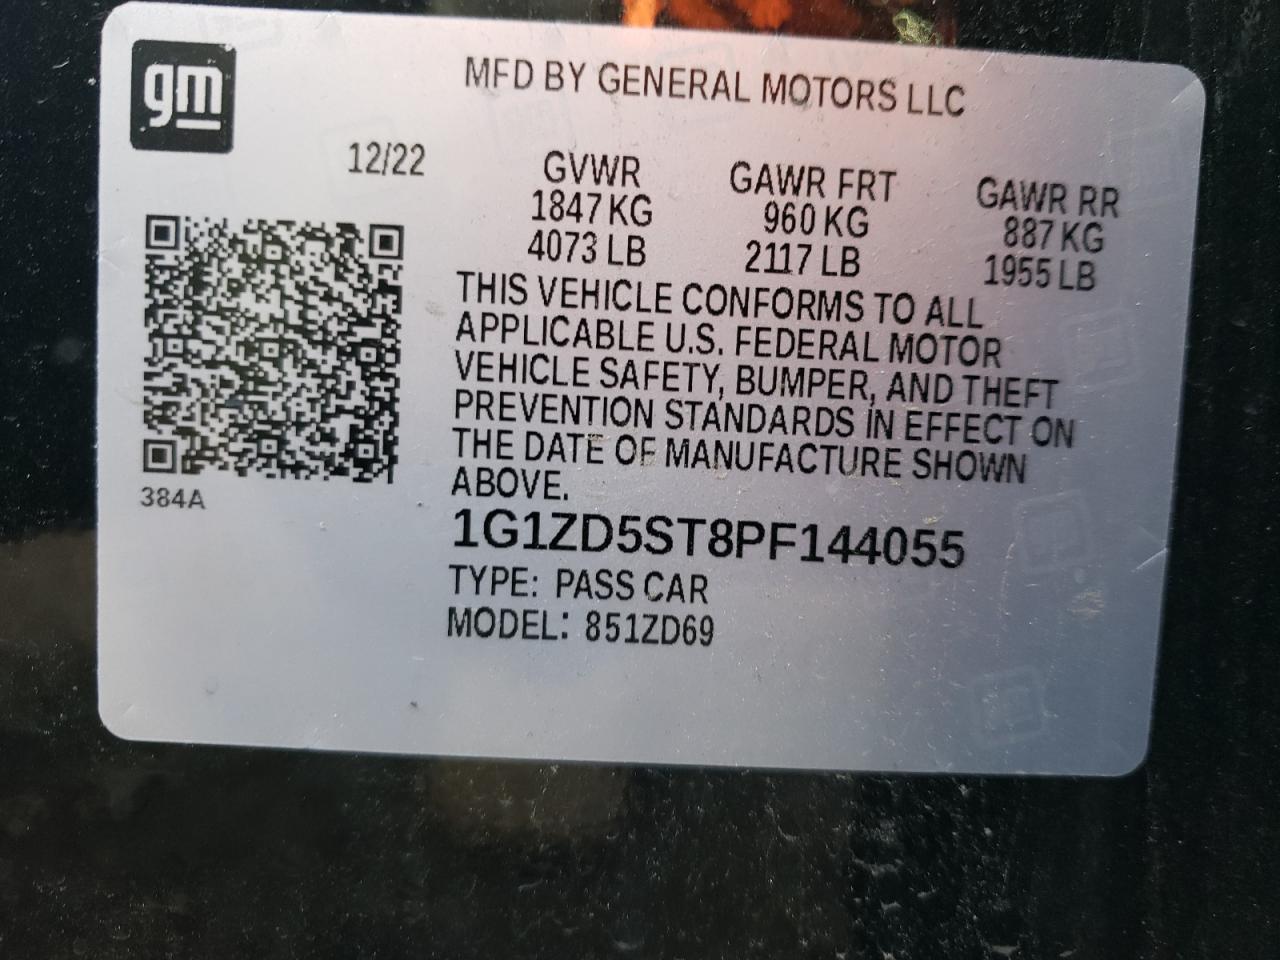 gm
MFD BY GENERAL MOTORS LLC
12/22
GVWR GAWR FRT GAWR RR
1847 KG 960 KG 887 KG
4073 LB 2117 LB 1955 LB
THIS VEHICLE CONFORMS TO ALL
APPLICABLE U.S. FEDERAL MOTOR
VEHICLE SAFETY, BUMPER, AND THEFT
PREVENTION STANDARDS IN EFFECT ON
THE DATE OF MANUFACTURE SHOWN
ABOVE.
384A
1G1ZD5ST8PF144055
TYPE: PASS CAR
MODEL: 851ZD69